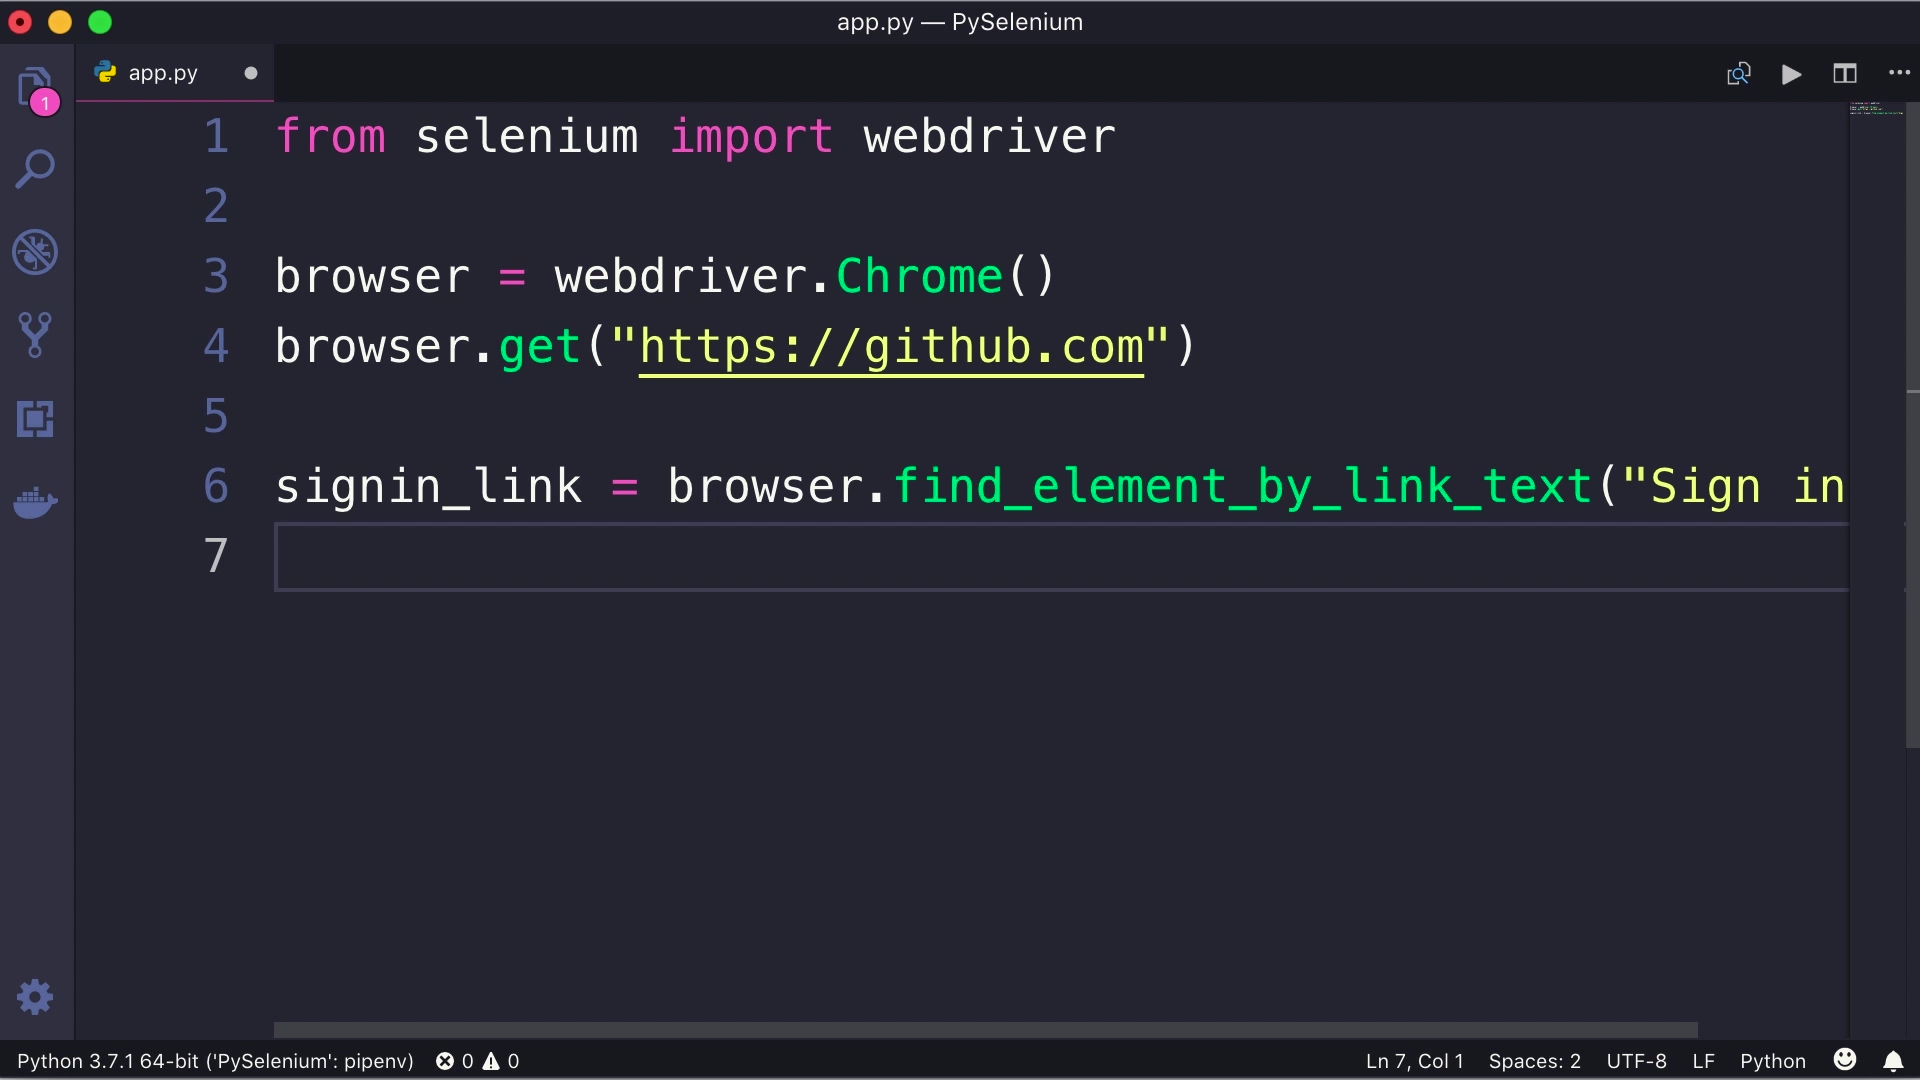 app.py — PySelenium
app.py
1
1 from selenium import webdriver
2
3 browser = webdriver.Chrome()
4 browser.get("https://github.com")
5
6 signin_link = browser.find_element_by_link_text("Sign in
7
Python 3.7.1 64-bit ('PySelenium': pipenv) 0 0 Ln 7, Col 1 Spaces: 2 UTF-8 LF Python